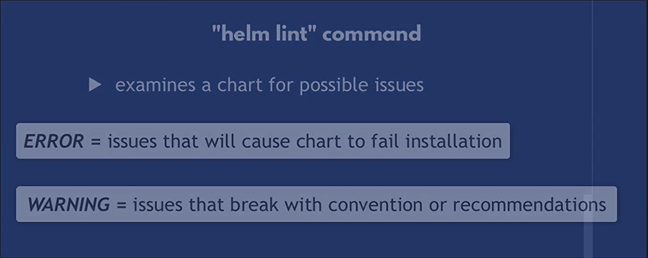 "helm lint" command
▶ examines a chart for possible issues
ERROR = issues that will cause chart to fail installation
WARNING = issues that break with convention or recommendations